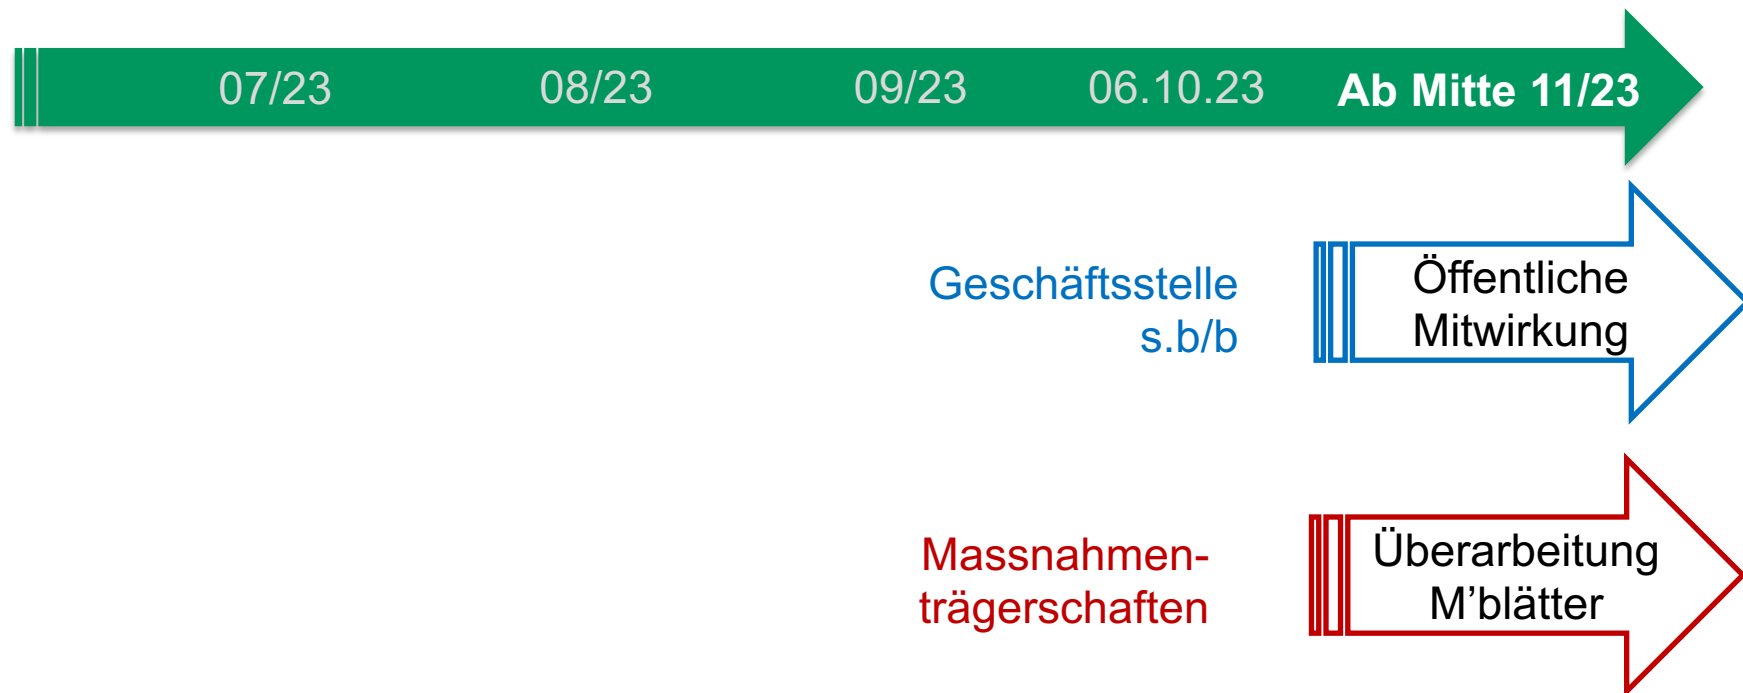 07/23 08/23 09/23 06.10.23 Ab Mitte 11/23
Geschäftsstelle
s.b/b
Öffentliche
Mitwirkung
Massnahmen-
trägerschaften
Überarbeitung
M’blätter